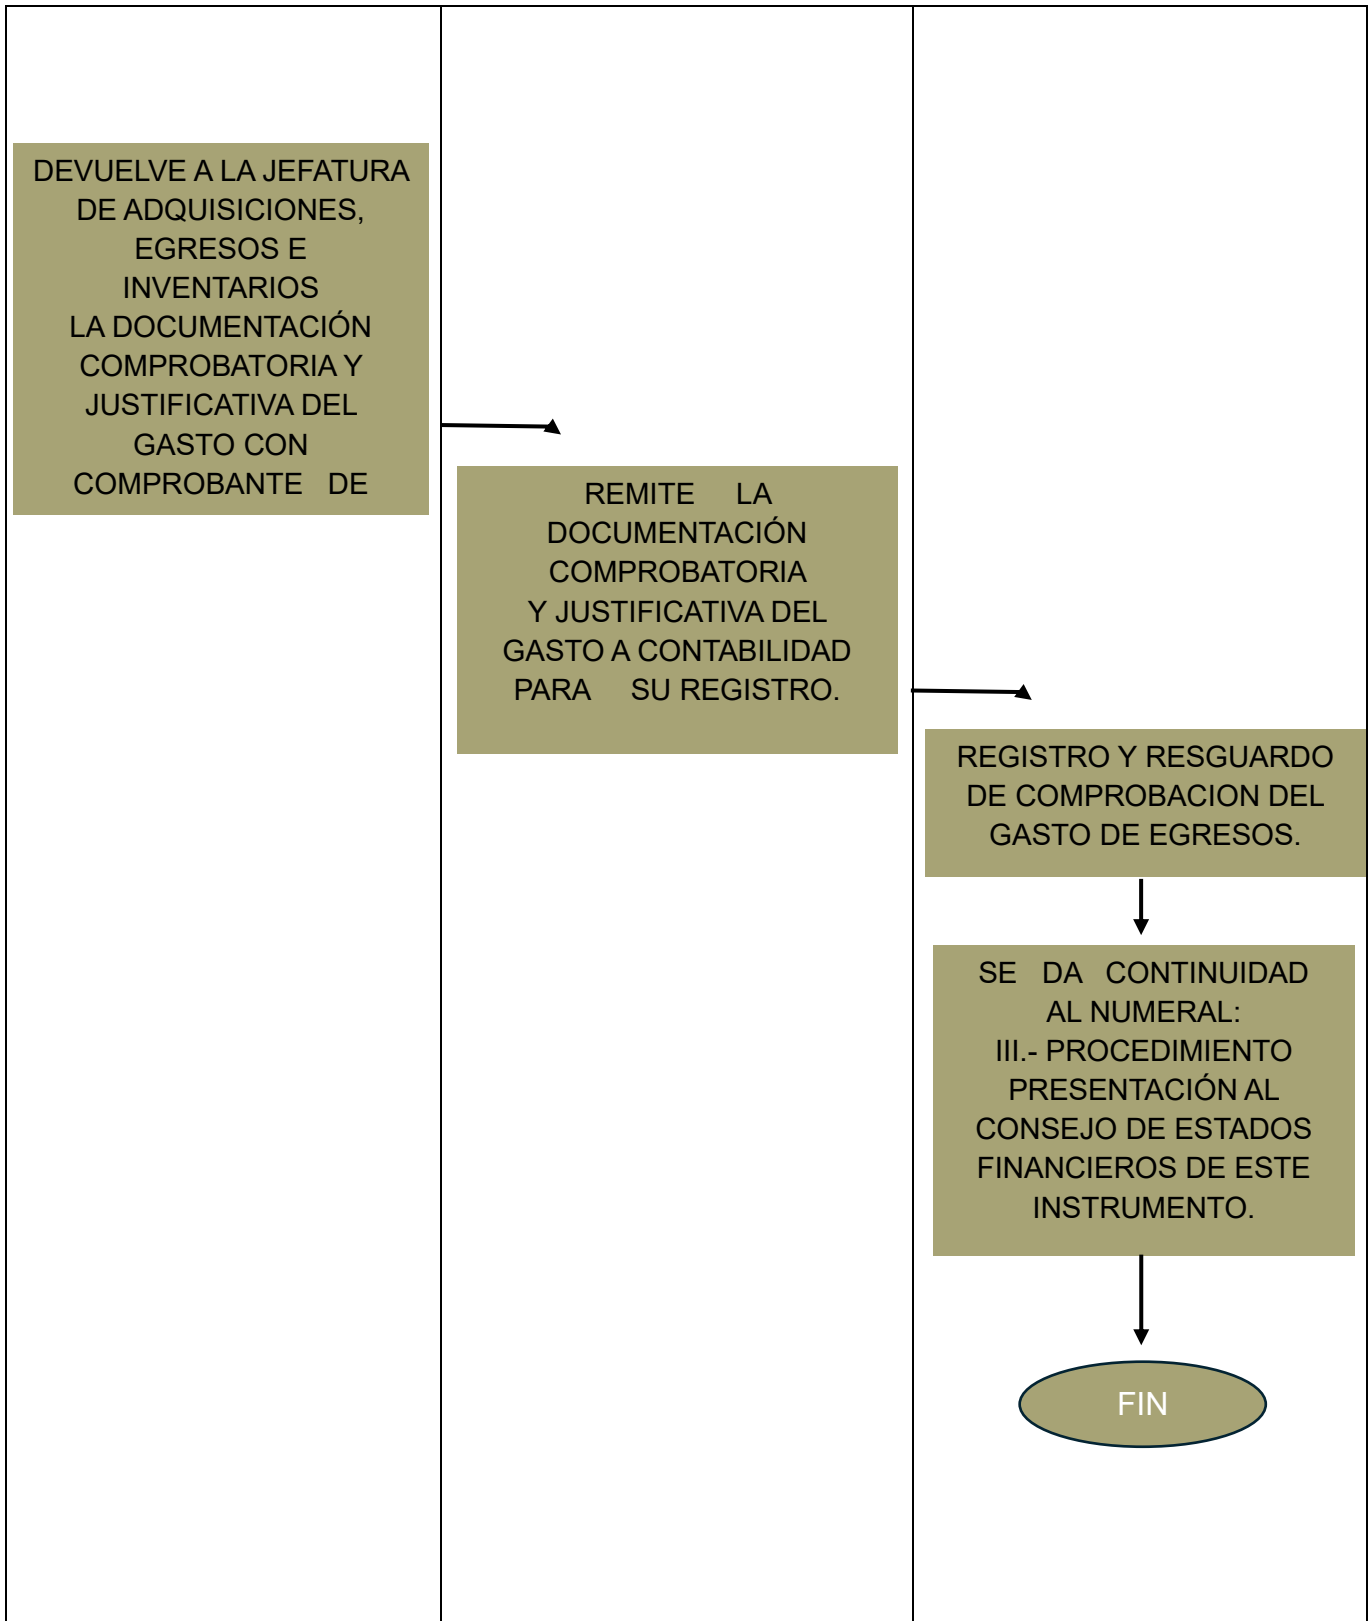 DEVUELVE A LA JEFATURA
DE ADQUISICIONES,
EGRESOS E
INVENTARIOS
LA DOCUMENTACIÓN
COMPROBATORIA Y
JUSTIFICATIVA DEL
GASTO CON
COMPROBANTE DE
REMITE LA
DOCUMENTACIÓN
COMPROBATORIA
Y JUSTIFICATIVA DEL
GASTO A CONTABILIDAD
PARA SU REGISTRO.
REGISTRO Y RESGUARDO
DE COMPROBACION DEL
GASTO DE EGRESOS.
SE DA CONTINUIDAD
AL NUMERAL:
III.- PROCEDIMIENTO
PRESENTACIÓN AL
CONSEJO DE ESTADOS
FINANCIEROS DE ESTE
INSTRUMENTO.
FIN